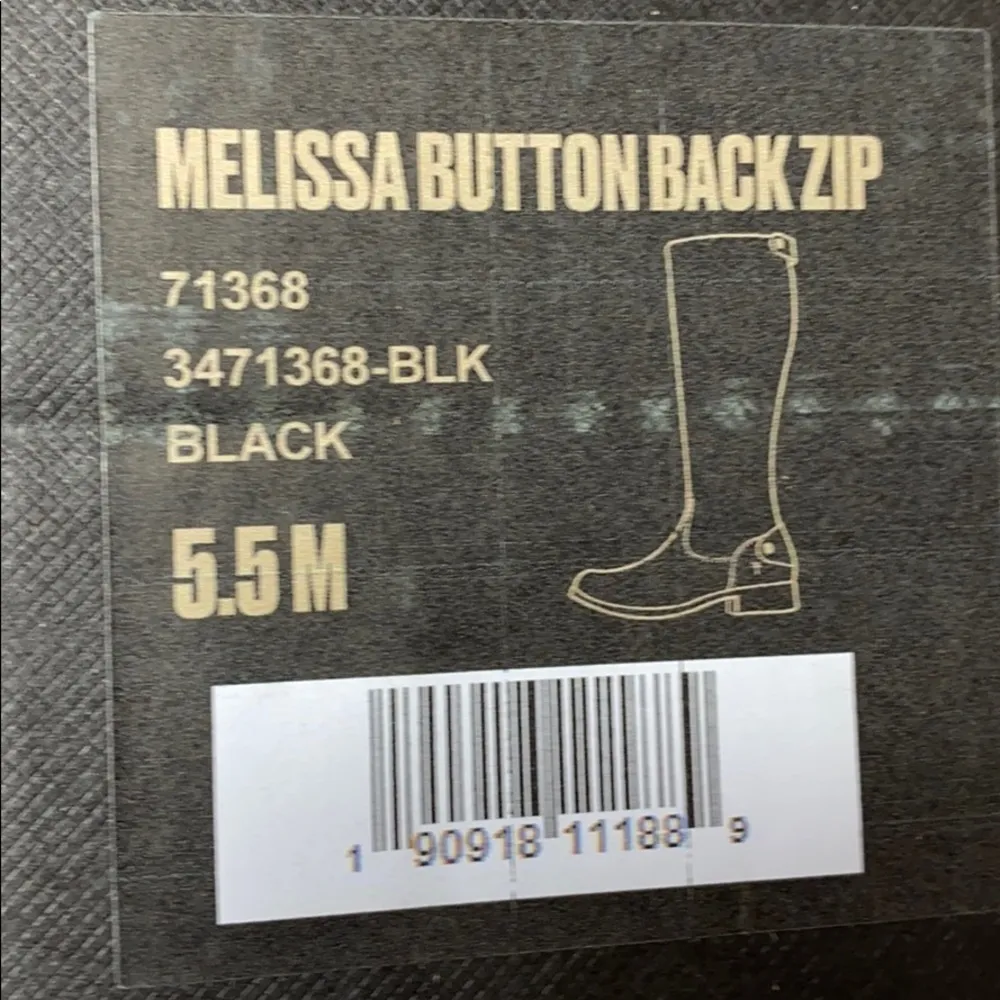 MELISSA BUTTON BACK ZIP
71368
3471368-BLK
BLACK
5.5 M
1 90918 11188 9